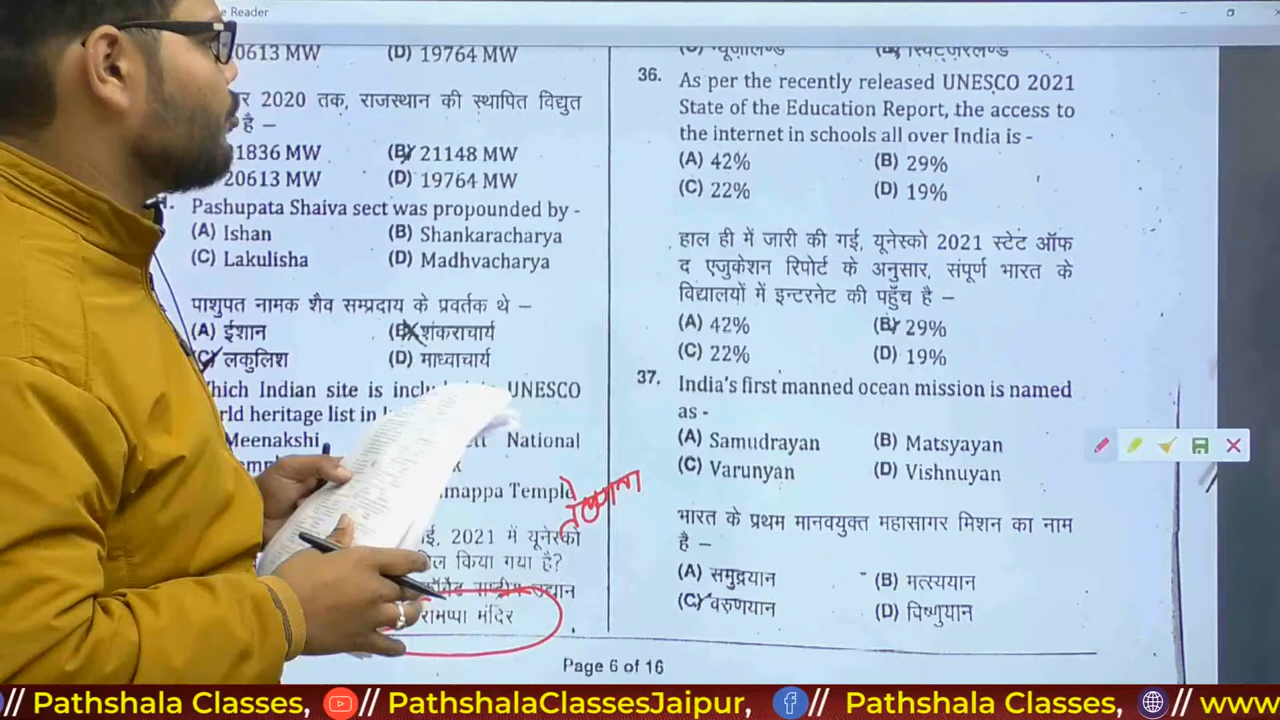 e Reader
0613 MW (D) 19764 MW
र 2020 तक, राजस्थान की स्थापित विद्युत
है –
1836 MW (B) 21148 MW
20613 MW (D) 19764 MW
Pashupata Shaiva sect was propounded by -
(A) Ishan (B) Shankaracharya
(C) Lakulisha (D) Madhvacharya
पाशुपत नामक शैव सम्प्रदाय के प्रवर्तक थे –
(A) ईशान (B) शंकराचार्य
(C) लकुलिश (D) माध्वाचार्य
hich Indian site is UNESCO
rld heritage list in
Meenakshi National
mappa Temple
तेलंगाना
ई, 2021 में यूनेस्को
किया गया है?
राष्ट्रीय उद्यान
रामप्पा मंदिर
(C) न्यूज़ीलैण्ड (D) स्विट्ज़रलैण्ड
36. As per the recently released UNESCO 2021
State of the Education Report, the access to
the internet in schools all over India is -
(A) 42% (B) 29%
(C) 22% (D) 19%
हाल ही में जारी की गई, यूनेस्को 2021 स्टेट ऑफ
द एजुकेशन रिपोर्ट के अनुसार, संपूर्ण भारत के
विद्यालयों में इन्टरनेट की पहुँच है –
(A) 42% (B) 29%
(C) 22% (D) 19%
37. India's first manned ocean mission is named
as -
(A) Samudrayan (B) Matsyayan
(C) Varunyan (D) Vishnuyan
भारत के प्रथम मानवयुक्त महासागर मिशन का नाम
है –
(A) समुद्रयान (B) मत्स्ययान
(C) वरुणयान (D) विष्णुयान
Page 6 of 16
// Pathshala Classes, // PathshalaClassesJaipur, // Pathshala Classes, // www